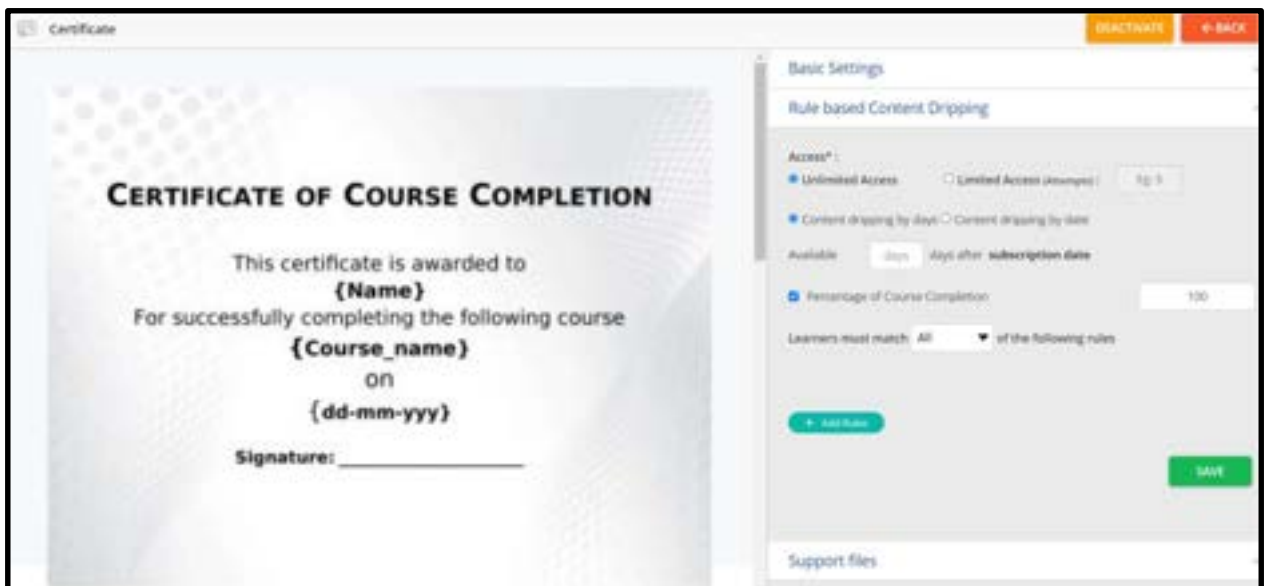 Certificate
DEACTIVATE
BACK
CERTIFICATE OF COURSE COMPLETION
This certificate is awarded to
{Name}
For successfully completing the following course
{Course_name}
on
{dd-mm-yyy}
Signature:
Basic Settings
Rule based Content Dripping
Access* :
Unlimited Access Limited Access (Attempts) :
Content dripping by days Content dripping by date
Available days days after subscription date
Percentage of Course Completion 100
Learners must match All of the following rules
+ Add Rules
SAVE
Support files